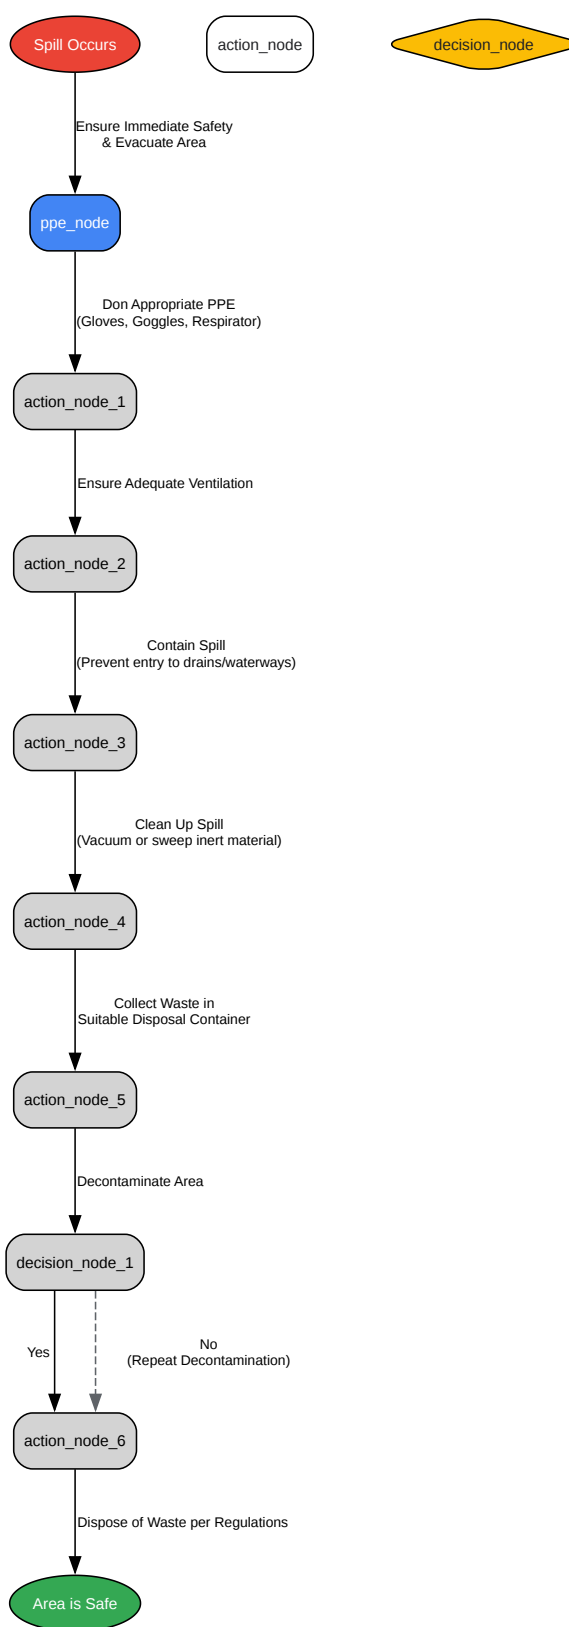 Spill Occurs
action_node
decision_node
Ensure Immediate Safety
& Evacuate Area
ppe_node
Don Appropriate PPE
(Gloves, Goggles, Respirator)
action_node_1
Ensure Adequate Ventilation
action_node_2
Contain Spill
(Prevent entry to drains/waterways)
action_node_3
Clean Up Spill
(Vacuum or sweep inert material)
action_node_4
Collect Waste in
Suitable Disposal Container
action_node_5
Decontaminate Area
decision_node_1
Yes
No
(Repeat Decontamination)
action_node_6
Dispose of Waste per Regulations
Area is Safe